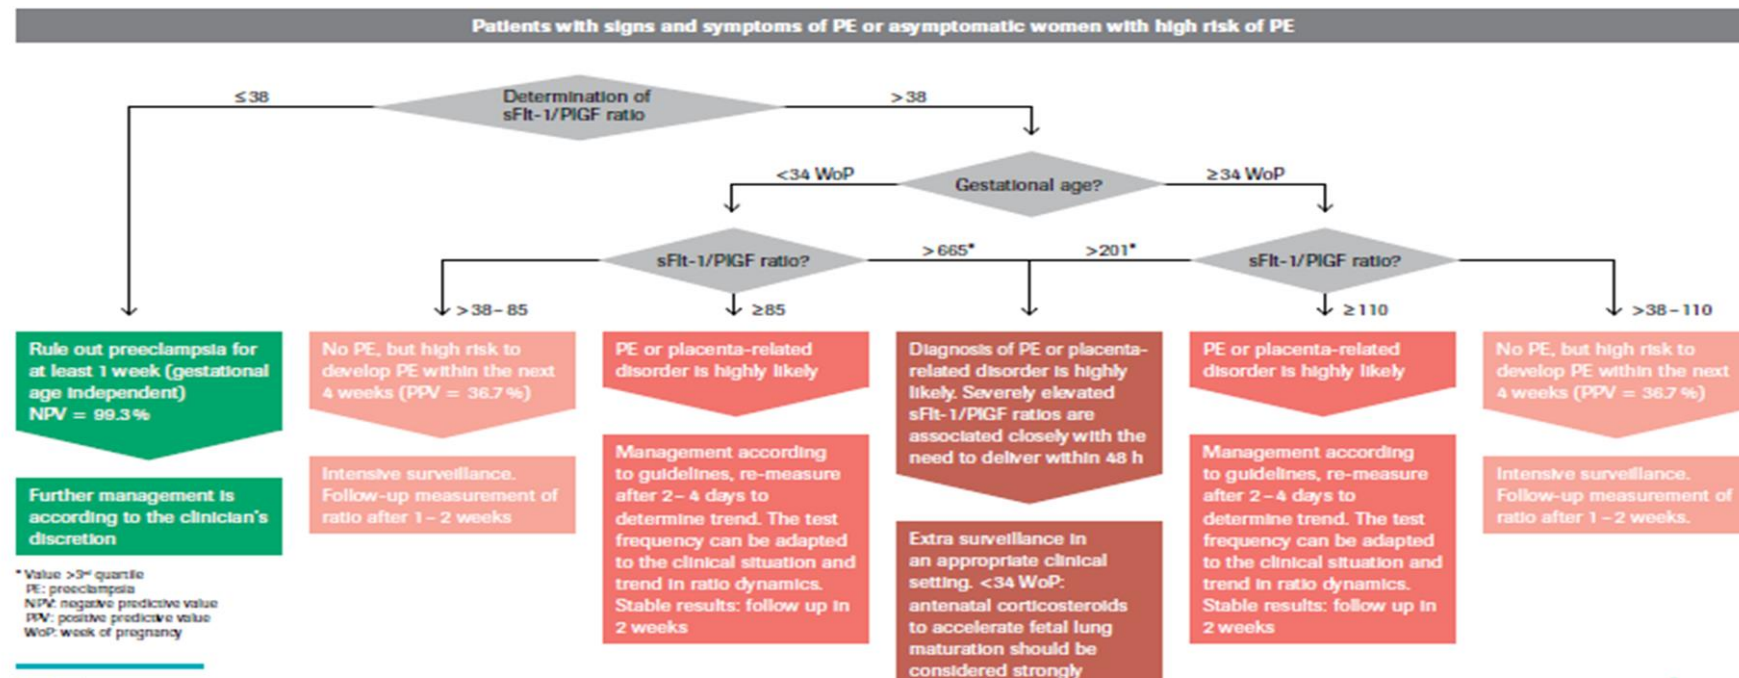 Patients with signs and symptoms of PE or asymptomatic women with high risk of PE
≤38
Determination of
sFlt-1/PlGF ratio
>38
<34 WoP
Gestational age?
≥34 WoP
sFlt-1/PlGF ratio?
>665*
>201*
sFlt-1/PlGF ratio?
>38–85
≥85
≥110
>38–110
Rule out preeclampsia for
at least 1 week (gestational
age independent)
NPV = 99.3%
Further management is
according to the clinician's
discretion
No PE, but high risk to
develop PE within the next
4 weeks (PPV = 36.7%)
Intensive surveillance.
Follow-up measurement of
ratio after 1–2 weeks
PE or placenta-related
disorder is highly likely
Management according
to guidelines, re-measure
after 2–4 days to
determine trend. The test
frequency can be adapted
to the clinical situation and
trend in ratio dynamics.
Stable results: follow up in
2 weeks
Diagnosis of PE or placenta-
related disorder is highly
likely. Severely elevated
sFlt-1/PlGF ratios are
associated closely with the
need to deliver within 48 h
Extra surveillance in
an appropriate clinical
setting. <34 WoP:
antenatal corticosteroids
to accelerate fetal lung
maturation should be
considered strongly
PE or placenta-related
disorder is highly likely
Management according
to guidelines, re-measure
after 2–4 days to
determine trend. The test
frequency can be adapted
to the clinical situation and
trend in ratio dynamics.
Stable results: follow up in
2 weeks
No PE, but high risk to
develop PE within the next
4 weeks (PPV = 36.7%)
Intensive surveillance.
Follow-up measurement of
ratio after 1–2 weeks.
* Value >3rd quartile
PE: preeclampsia
NPV: negative predictive value
PPV: positive predictive value
WoP: week of pregnancy